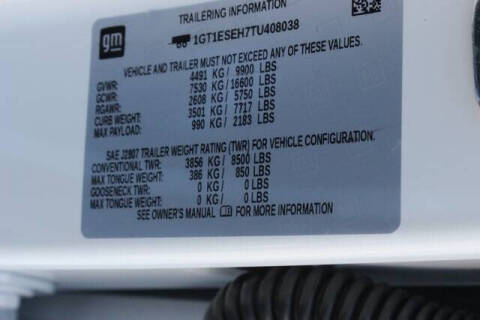 TRAILERING INFORMATION
gm
1GT1ESEH7TU408038
VEHICLE AND TRAILER MUST NOT EXCEED ANY OF THESE VALUES.
GVWR: 4491 KG/ 9900 LBS
GCWR: 7530 KG/16600 LBS
RGAWR: 2608 KG/ 5750 LBS
CURB WEIGHT: 3501 KG/ 7717 LBS
MAX PAYLOAD: 990 KG/ 2183 LBS
SAE J2807 TRAILER WEIGHT RATING (TWR) FOR VEHICLE CONFIGURATION.
CONVENTIONAL TWR: 3856 KG/ 8500 LBS
MAX TONGUE WEIGHT: 386 KG/ 850 LBS
GOOSENECK TWR: 0 KG/ 0 LBS
MAX TONGUE WEIGHT: 0 KG/ 0 LBS
SEE OWNER'S MANUAL FOR MORE INFORMATION